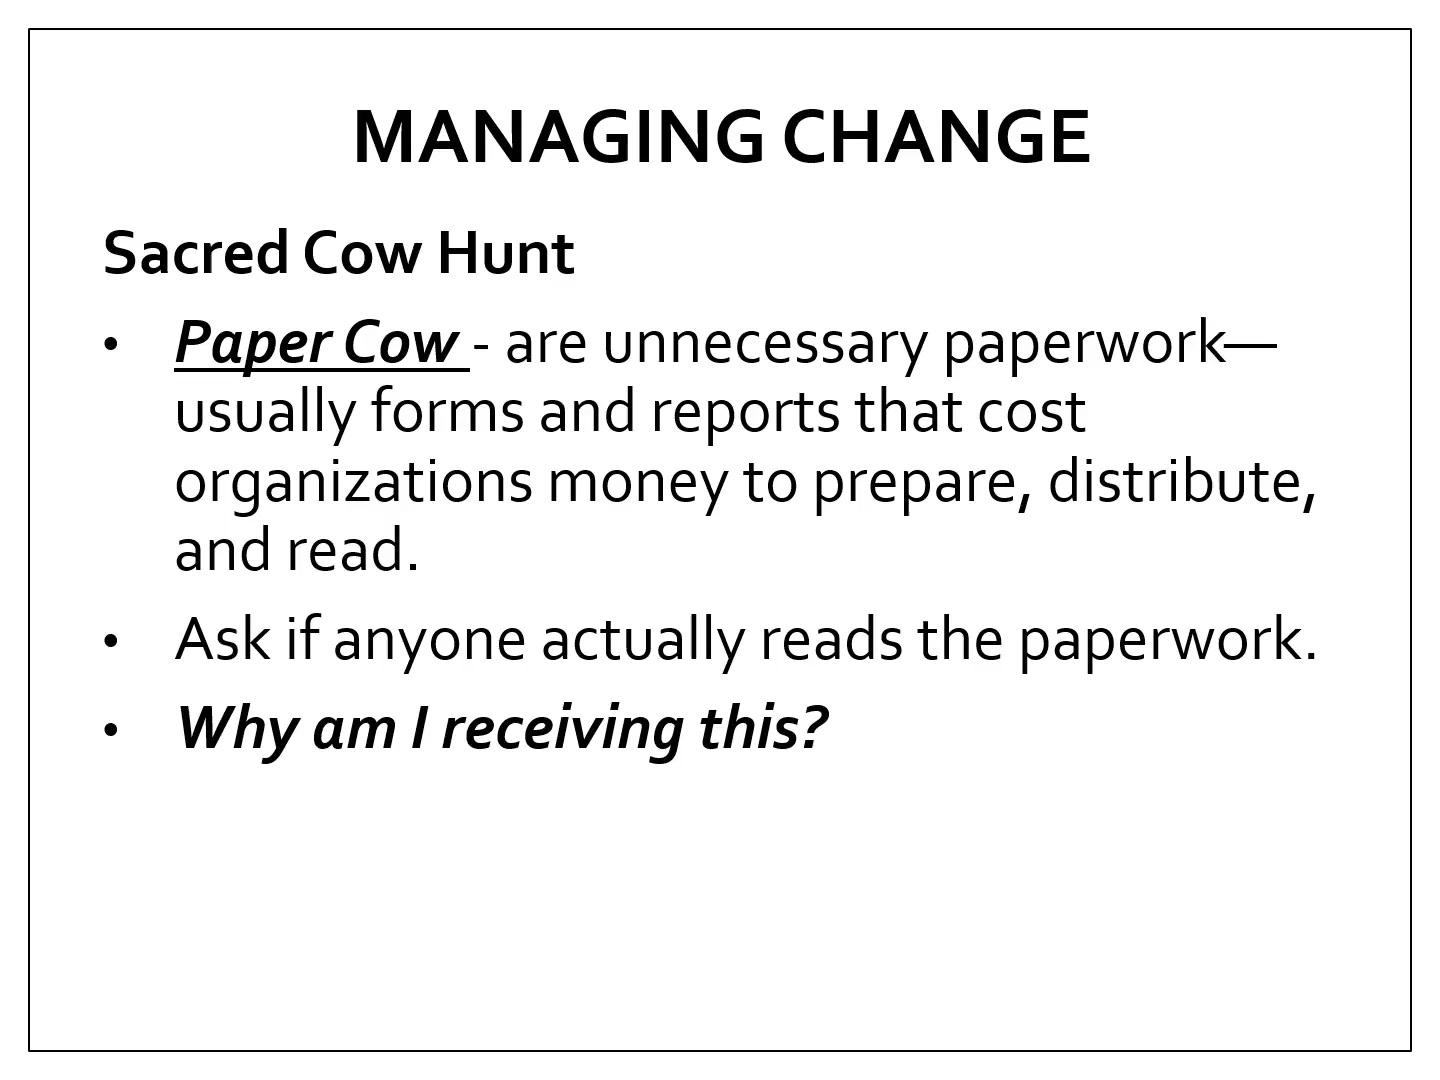 MANAGING CHANGE
Sacred Cow Hunt
• Paper Cow - are unnecessary paperwork—
usually forms and reports that cost
organizations money to prepare, distribute,
and read.
• Ask if anyone actually reads the paperwork.
• Why am I receiving this?